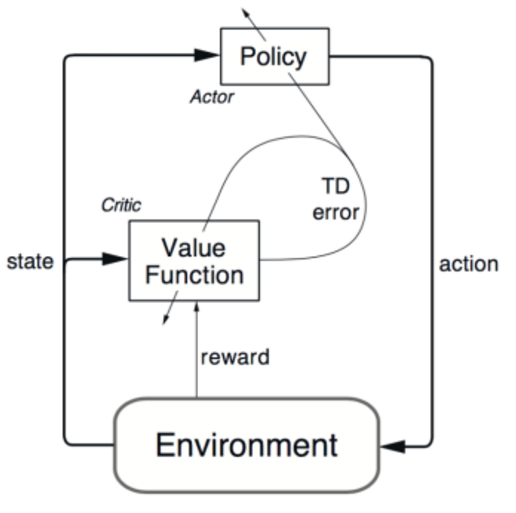 Policy
Actor
TD
error
Critic
Value
Function
state
action
reward
Environment